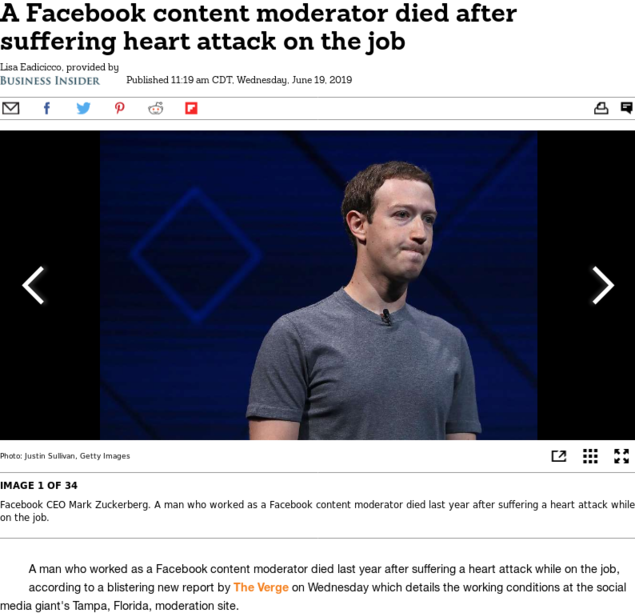 A Facebook content moderator died after
suffering heart attack on the job
Lisa Eadicicco, provided by
BUSINESS INSIDER
Published 11:19 am CDT, Wednesday, June 19, 2019
Photo: Justin Sullivan, Getty Images
IMAGE 1 OF 34
Facebook CEO Mark Zuckerberg. A man who worked as a Facebook content moderator died last year after suffering a heart attack while
on the job.
A man who worked as a Facebook content moderator died last year after suffering a heart attack while on the job,
according to a blistering new report by The Verge on Wednesday which details the working conditions at the social
media giant's Tampa, Florida, moderation site.